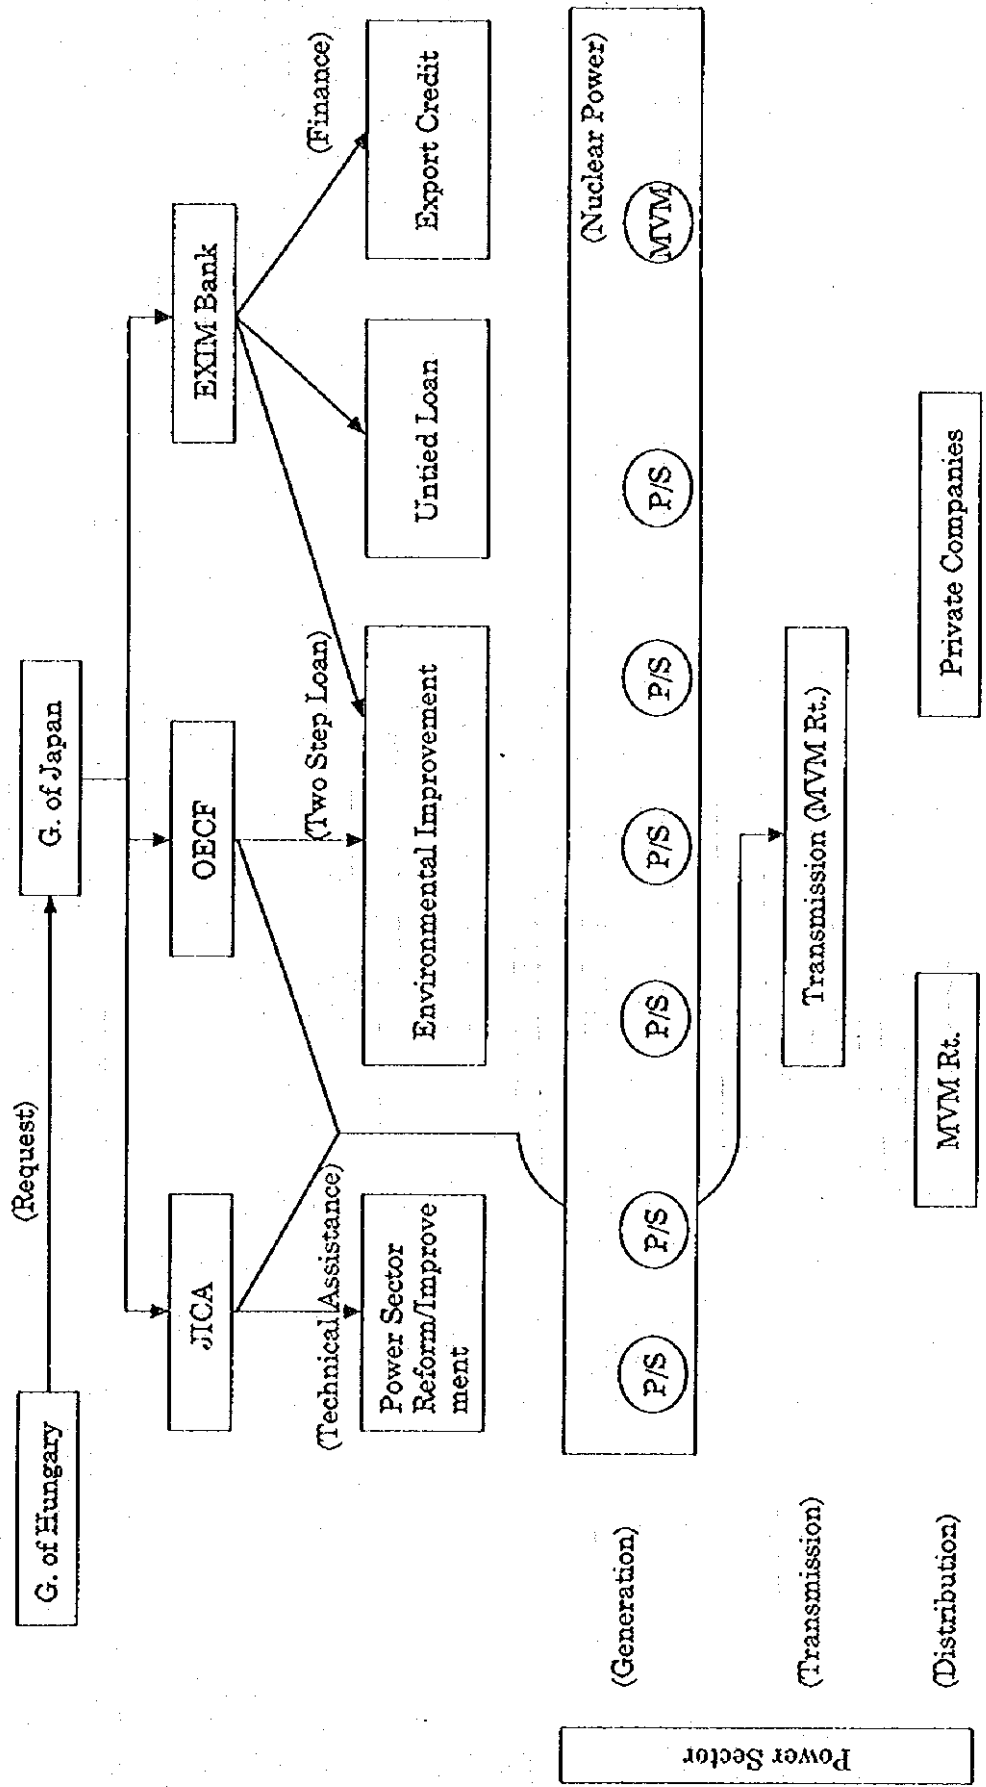 (Request)
G. of Hungary
G. of Japan
JICA
OECF
EXIM Bank
(Technical Assistance)
(Two Step Loan)
(Finance)
Power Sector
Reform/Improve
ment
Environmental Improvement
Untied Loan
Export Credit
Power Sector
(Generation)
(Nuclear Power)
P/S
P/S
P/S
P/S
P/S
P/S
MVM
(Transmission)
Transmission (MVM Rt.)
(Distribution)
MVM Rt.
Private Companies